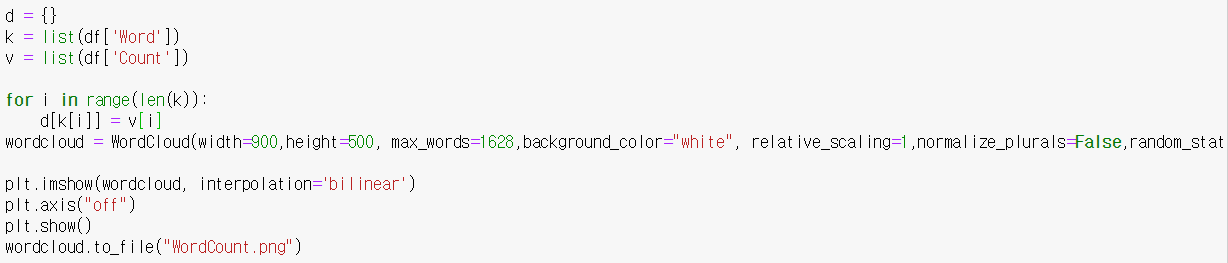 d = {}
k = list(df['Word'])
v = list(df['Count'])
for i in range(len(k)):
    d[k[i]] = v[i]
wordcloud = WordCloud(width=900,height=500, max_words=1628,background_color="white", relative_scaling=1,normalize_plurals=False,random_stat
plt.imshow(wordcloud, interpolation='bilinear')
plt.axis("off")
plt.show()
wordcloud.to_file("WordCount.png")